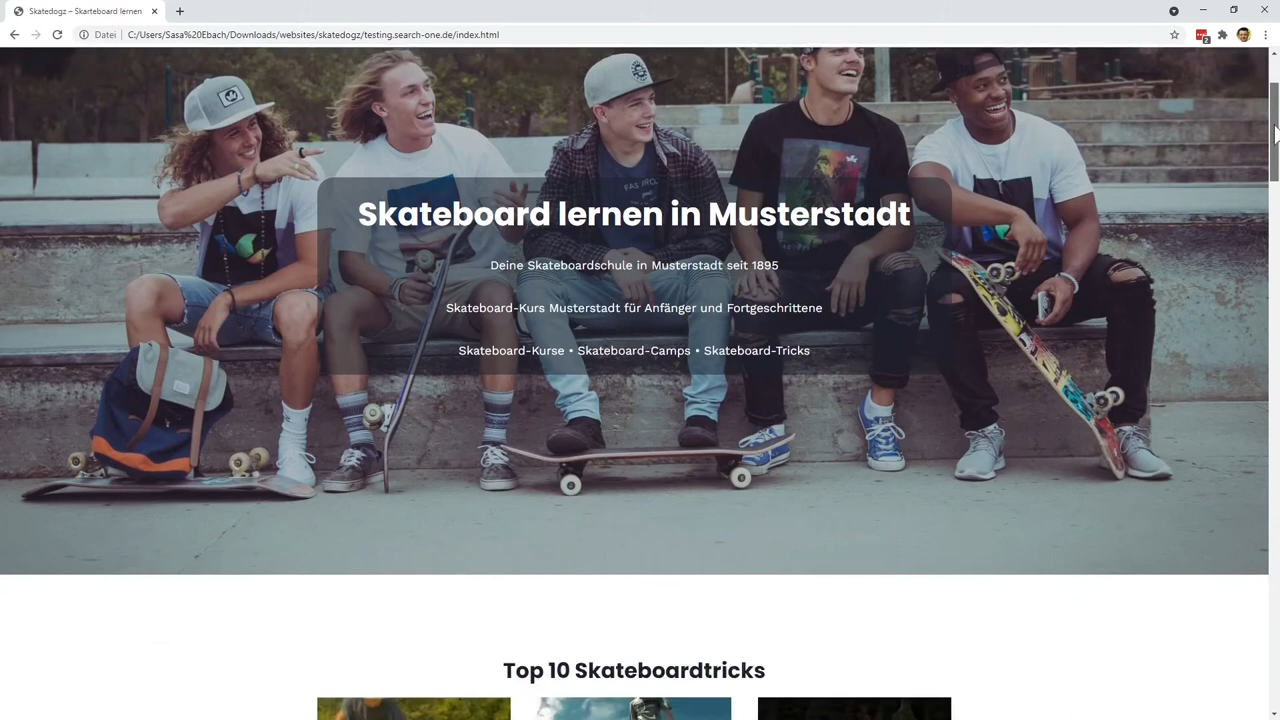 Skatedogz – Skarteboard lernen
Datei
C:/Users/Sasa%20Ebach/Downloads/websites/skatedogz/testing.search-one.de/index.html
2
Skateboard lernen in Musterstadt
Deine Skateboardschule in Musterstadt seit 1895
Skateboard-Kurs Musterstadt für Anfänger und Fortgeschrittene
Skateboard-Kurse • Skateboard-Camps • Skateboard-Tricks
Top 10 Skateboardtricks